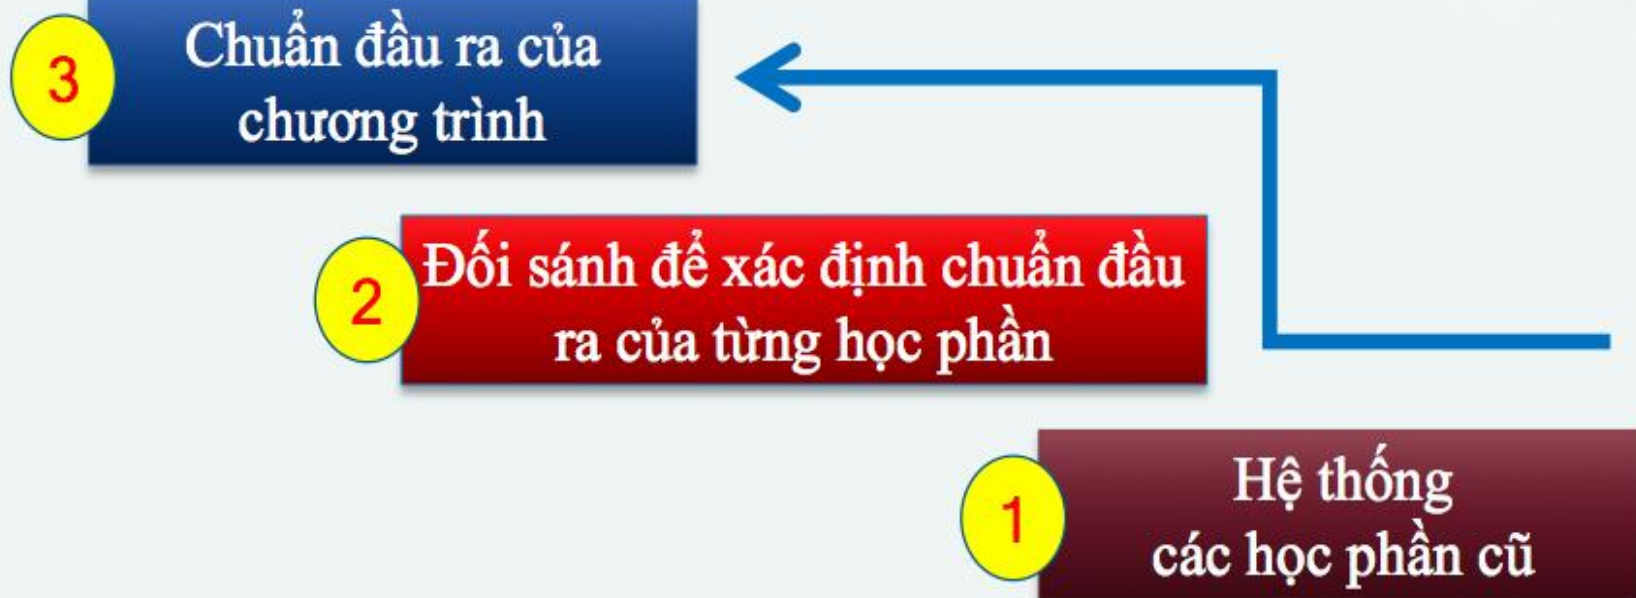 3
Chuẩn đầu ra của
chương trình
2
Đối sánh để xác định chuẩn đầu
ra của từng học phần
1
Hệ thống
các học phần cũ